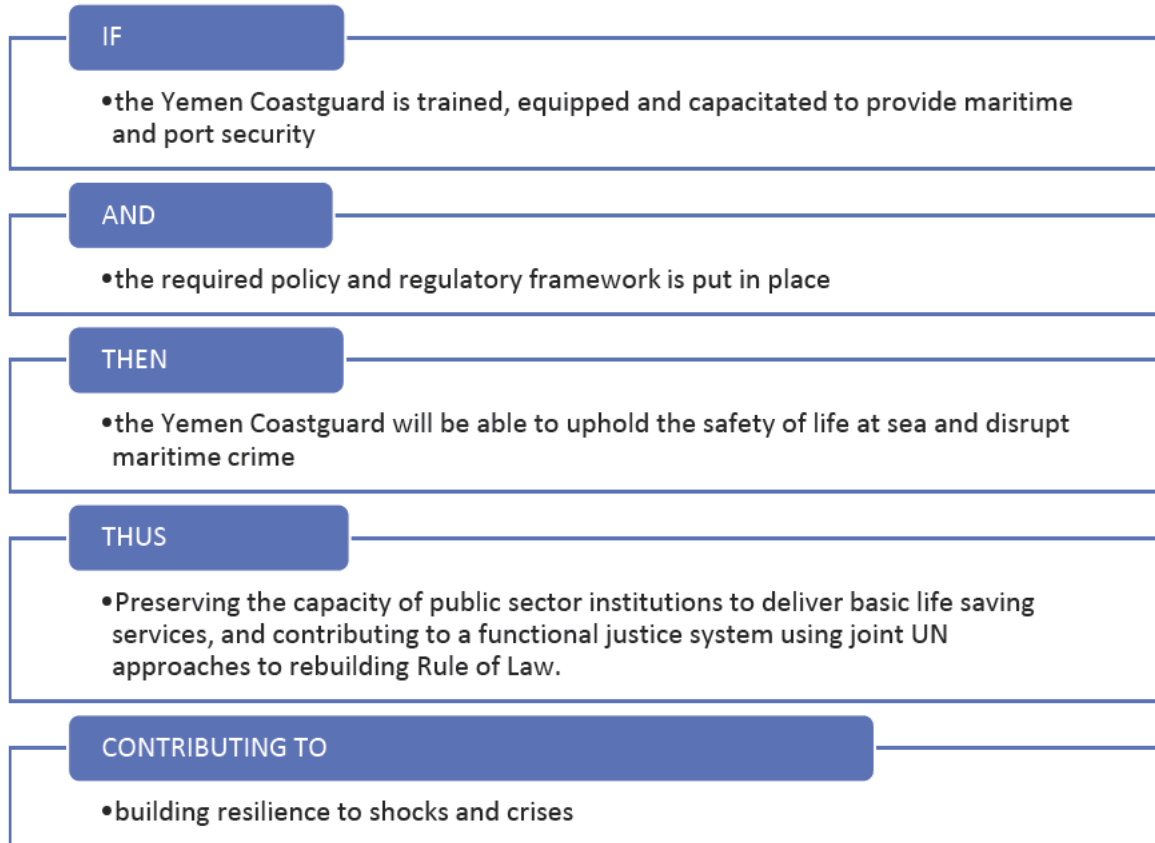 IF
•the Yemen Coastguard is trained, equipped and capacitated to provide maritime
and port security
AND
•the required policy and regulatory framework is put in place
THEN
•the Yemen Coastguard will be able to uphold the safety of life at sea and disrupt
maritime crime
THUS
•Preserving the capacity of public sector institutions to deliver basic life saving
services, and contributing to a functional justice system using joint UN
approaches to rebuilding Rule of Law.
CONTRIBUTING TO
•building resilience to shocks and crises